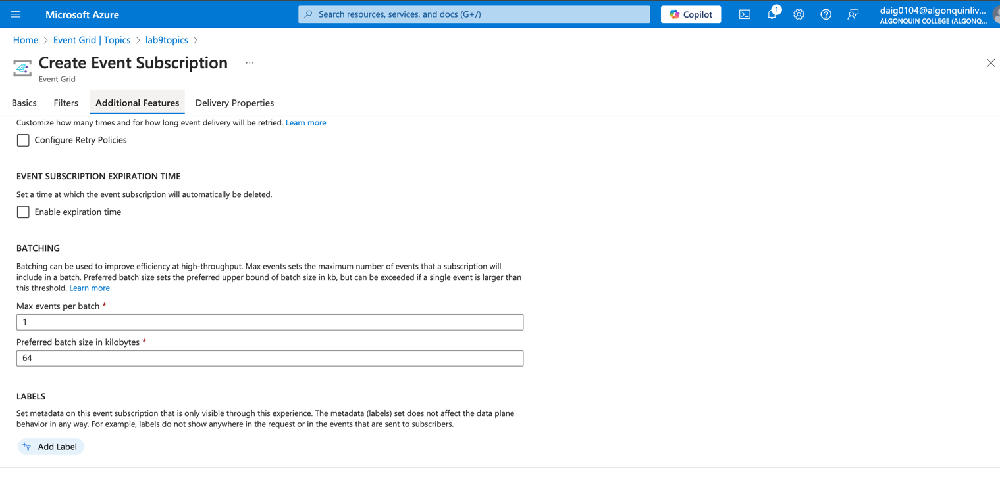 Microsoft Azure
Search resources, services, and docs (G+/)
Copilot
1
daig0104@algonquinliv...
ALGONQUIN COLLEGE (ALGONQ...
Home > Event Grid | Topics > lab9topics >
Create Event Subscription ...
Event Grid
Basics Filters Additional Features Delivery Properties
Customize how many times and for how long event delivery will be retried. Learn more
Configure Retry Policies
EVENT SUBSCRIPTION EXPIRATION TIME
Set a time at which the event subscription will automatically be deleted.
Enable expiration time
BATCHING
Batching can be used to improve efficiency at high-throughput. Max events sets the maximum number of events that a subscription will
include in a batch. Preferred batch size sets the preferred upper bound of batch size in kb, but can be exceeded if a single event is larger than
this threshold. Learn more
Max events per batch *
1
Preferred batch size in kilobytes *
64
LABELS
Set metadata on this event subscription that is only visible through this experience. The metadata (labels) set does not affect the data plane
behavior in any way. For example, labels do not show anywhere in the request or in the events that are sent to subscribers.
Add Label